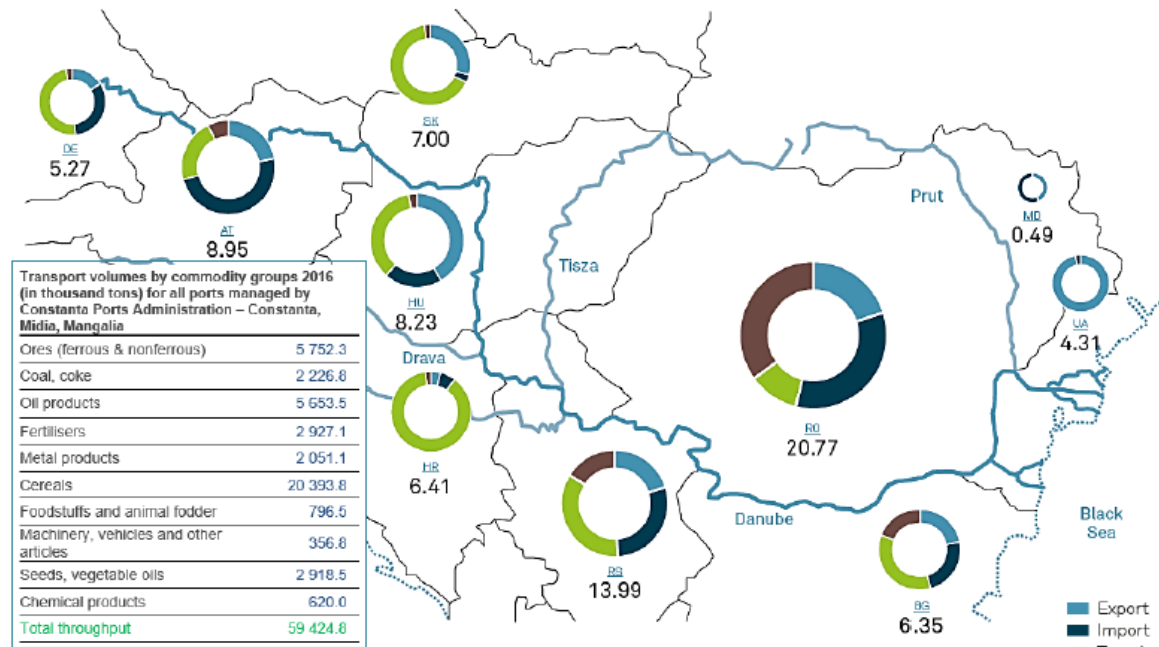 SK
7.00
DE
5.27
AT
8.95
HU
8.23
Tisza
Prut
MD
0.49
UA
4.31
Drava
HR
6.41
RO
20.77
RS
13.99
Danube
Black
Sea
BG
6.35
Transport volumes by commodity groups 2016
(in thousand tons) for all ports managed by
Constanta Ports Administration – Constanta,
Midia, Mangalia
Ores (ferrous & nonferrous) 5 752.3
Coal, coke 2 226.8
Oil products 5 653.5
Fertilisers 2 927.1
Metal products 2 051.1
Cereals 20 393.8
Foodstuffs and animal fodder 796.5
Machinery, vehicles and other
articles 356.8
Seeds, vegetable oils 2 918.5
Chemical products 620.0
Total throughput 59 424.8
Export
Import